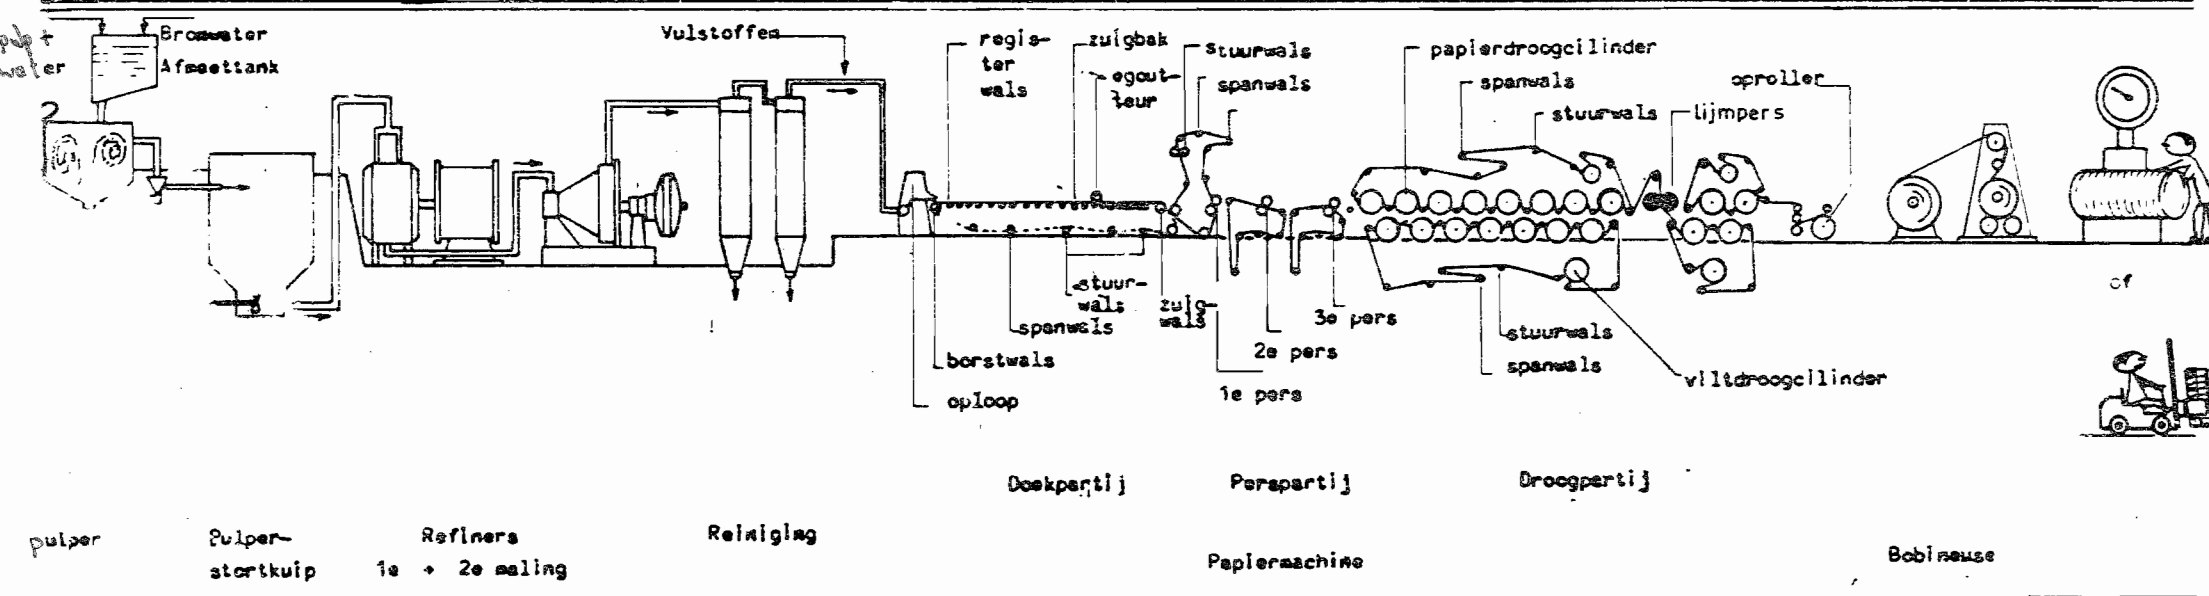 pulp +
water
Bronwater
Afmeettank
Vulstoffen
regis-
ter
wals
zuigbak
egout-
teur
stuurwals
spanwals
papierdroogcilinder
spanwals
stuurwals
lijmpers
oproller
stuur-
wals
spanwals
borstwals
oploop
zuig-
wals
1e pers
2e pers
3e pers
stuurwals
spanwals
viltdroogcilinder
of
Doekpartij
Perspartij
Droogpartij
pulper
Pulper-
stortkuip
Refiners
1e + 2e maling
Reiniging
Papiermachine
Bobineuse